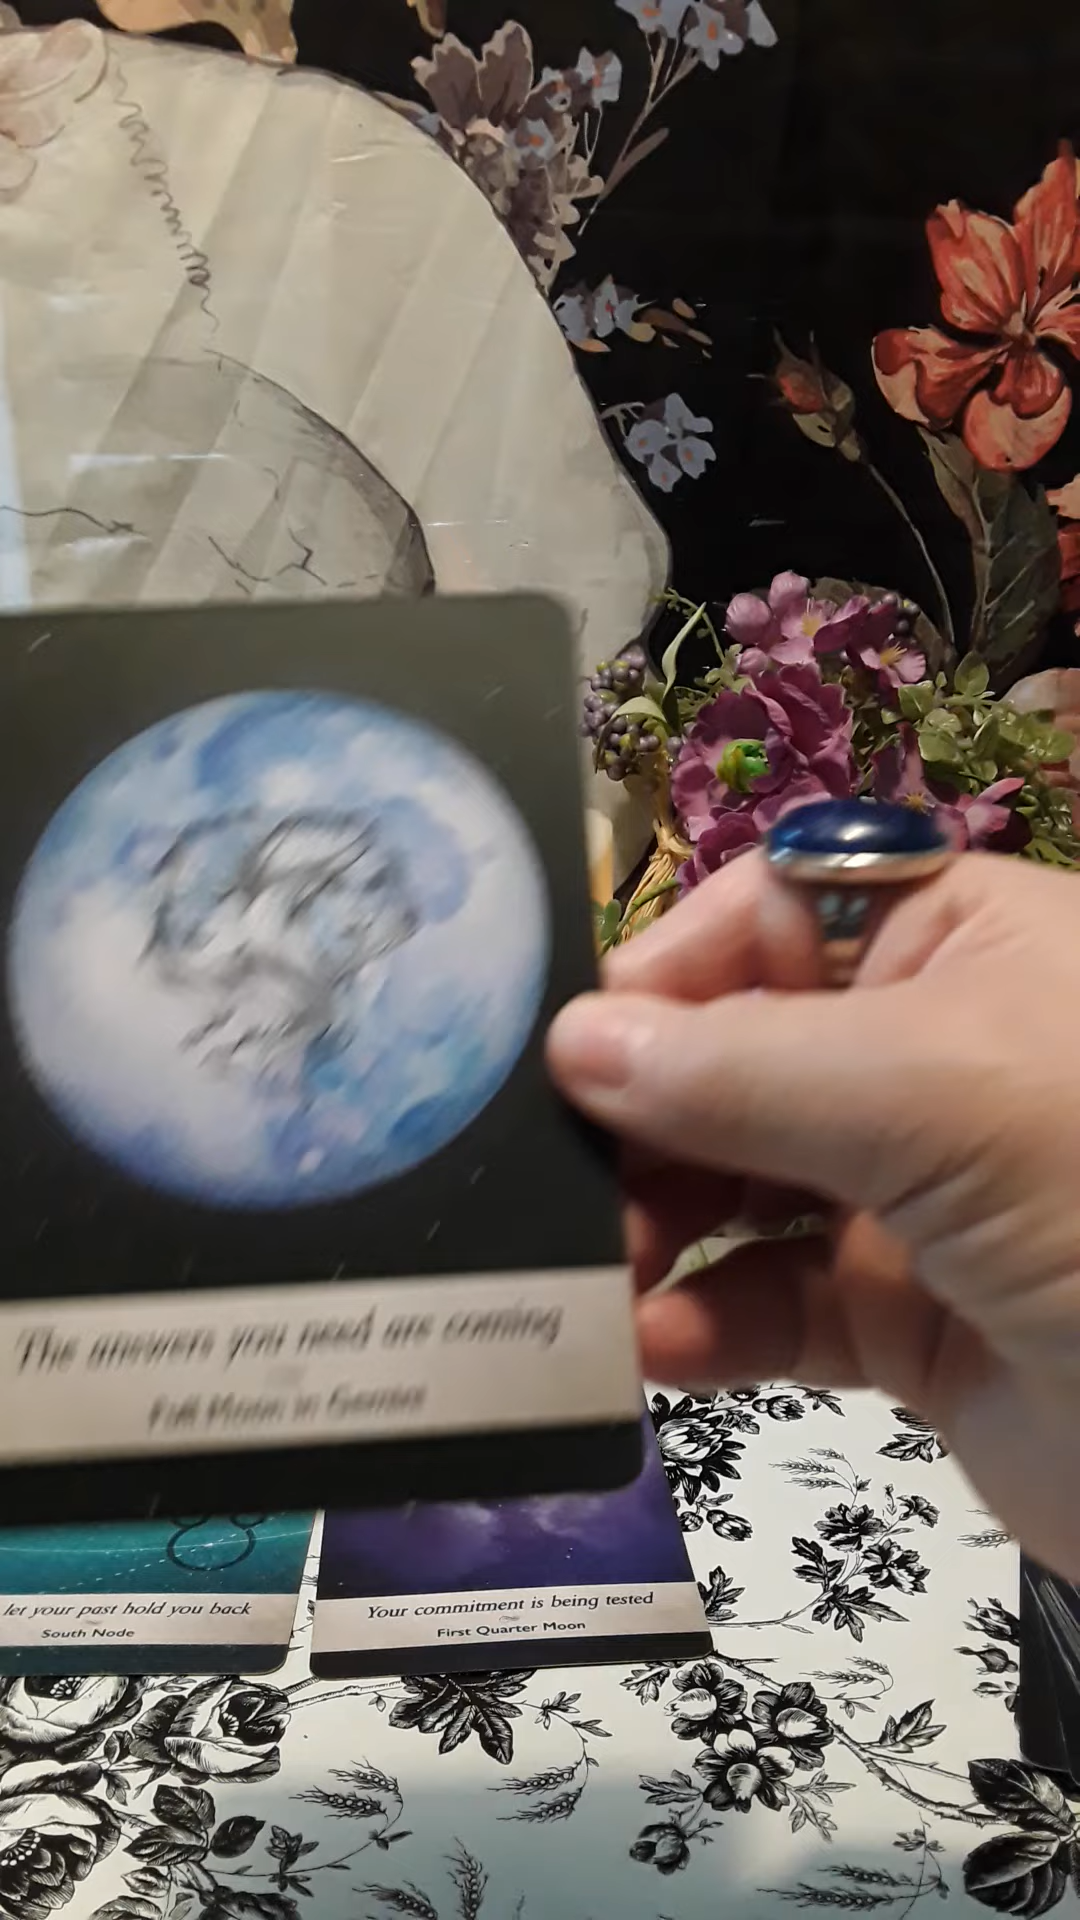 The answers you need are coming
Full Moon in Gemini
let your past hold you back
South Node
Your commitment is being tested
First Quarter Moon